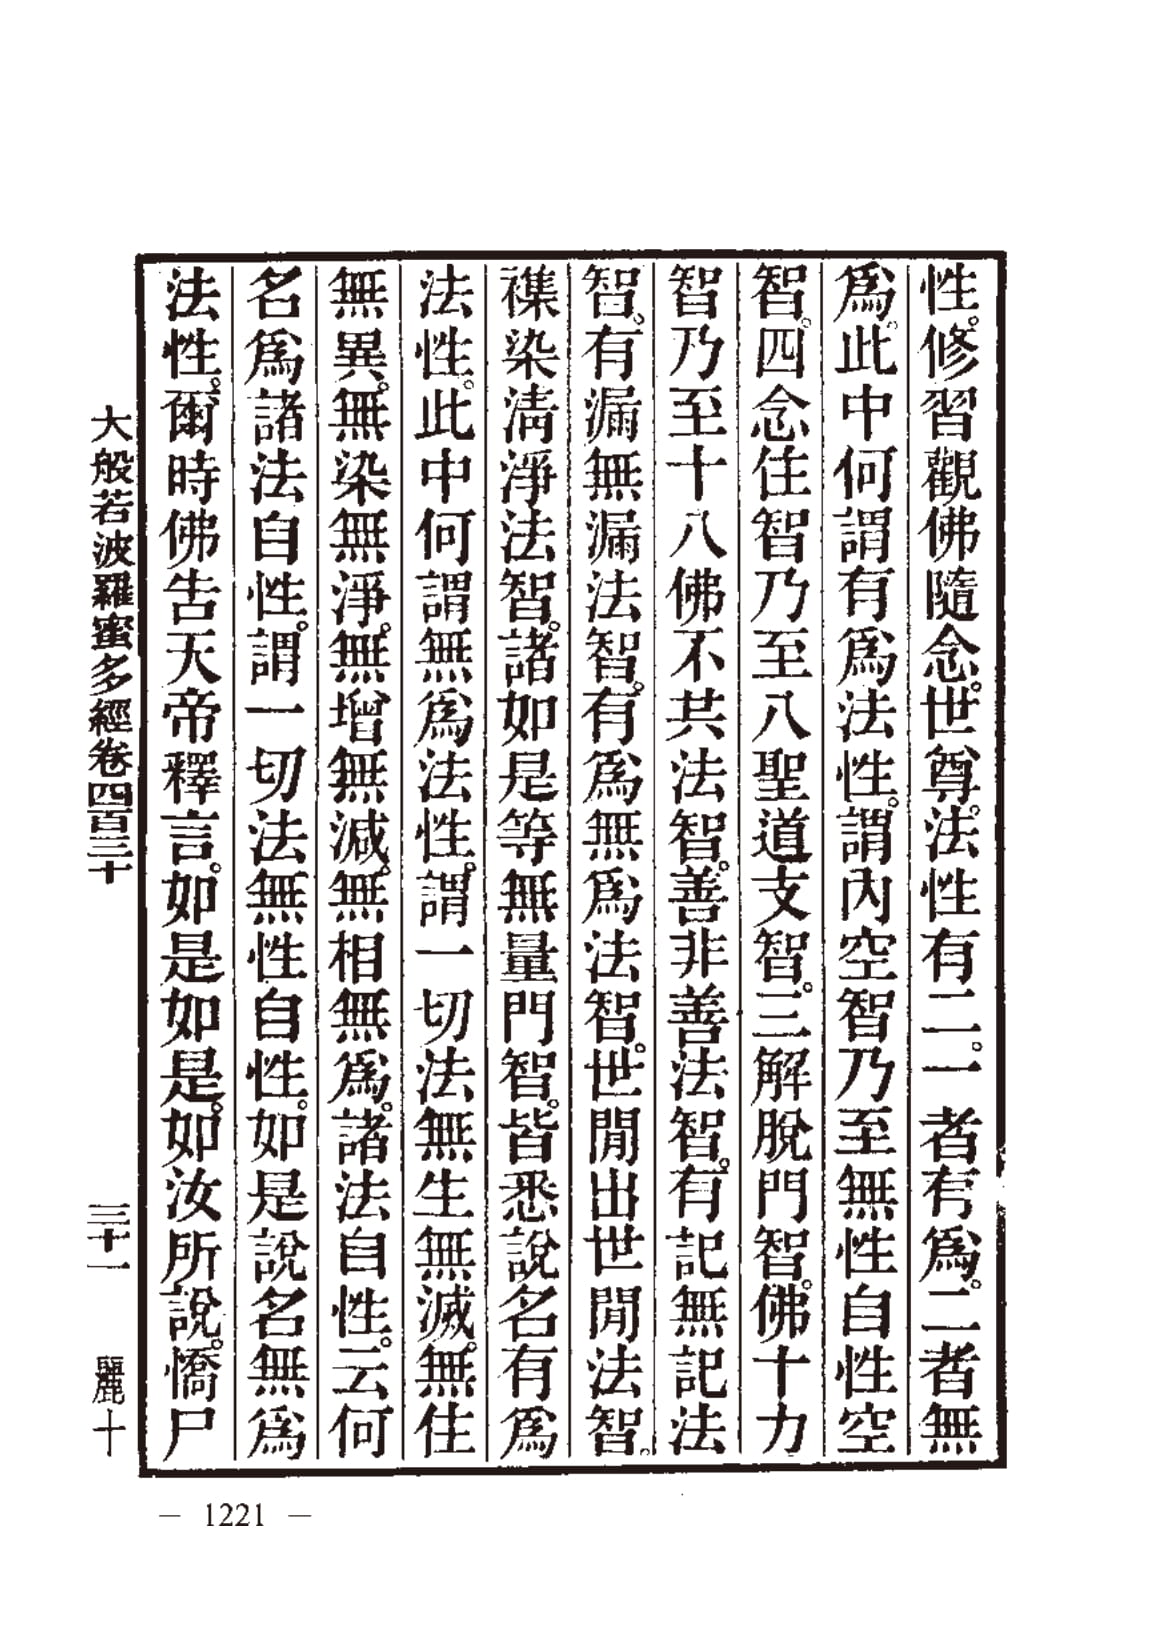 性。修習觀佛隨念。世尊。法性有二。一者有爲。二者無
爲。此中何謂有爲法性。謂內空智乃至無性自性空
智。四念住智乃至八聖道支智。三解脫門智。佛十力
智乃至十八佛不共法智。善非善法智。有記無記法
智。有漏無漏法智。有爲無爲法智。世閒出世閒法智。
襍染淸淨法智。諸如是等無量門智。皆悉說名有爲
法性。此中何謂無爲法性。謂一切法無生無滅。無住
無異。無染無淨。無增無減。無相無爲。諸法自性。云何
名爲諸法自性。謂一切法無性自性。如是說名無爲
法性。爾時佛告天帝釋言。如是如是。如汝所說。憍尸
大般若波羅蜜多經卷四百三十 三十一 麗十
— 1221 —